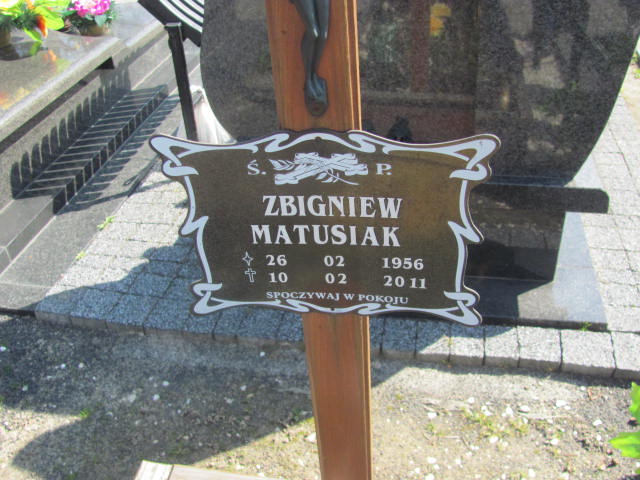 Ś. P.
ZBIGNIEW
MATUSIAK
26 02 1956
10 02 2011
SPOCZYWAJ W POKOJU